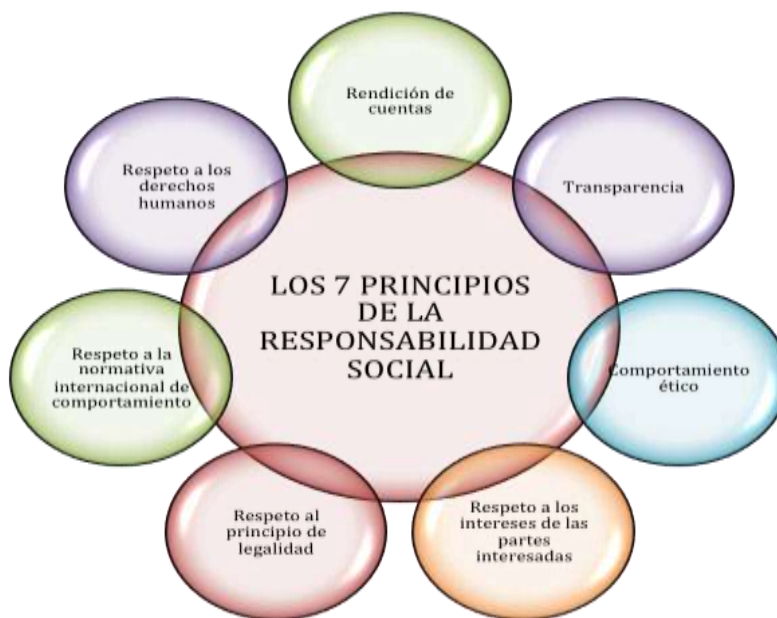 LOS 7 PRINCIPIOS
DE LA
RESPONSABILIDAD
SOCIAL
Rendición de
cuentas
Transparencia
Comportamiento
ético
Respeto a los
intereses de las
partes
interesadas
Respeto al
principio de
legalidad
Respeto a la
normativa
internacional de
comportamiento
Respeto a los
derechos
humanos